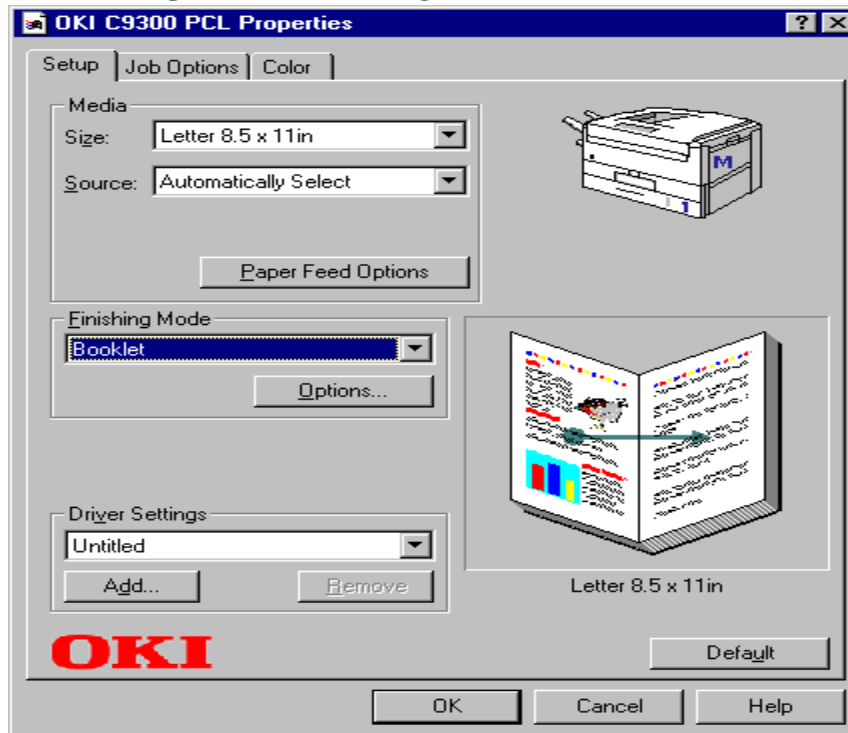 OKI C9300 PCL Properties
Setup Job Options Color
Media
Size: Letter 8.5 x 11in
Source: Automatically Select
M
1
Paper Feed Options
Finishing Mode
Booklet
Options...
Driver Settings
Untitled
Add... Remove
Letter 8.5 x 11in
OKI
Default
OK Cancel Help